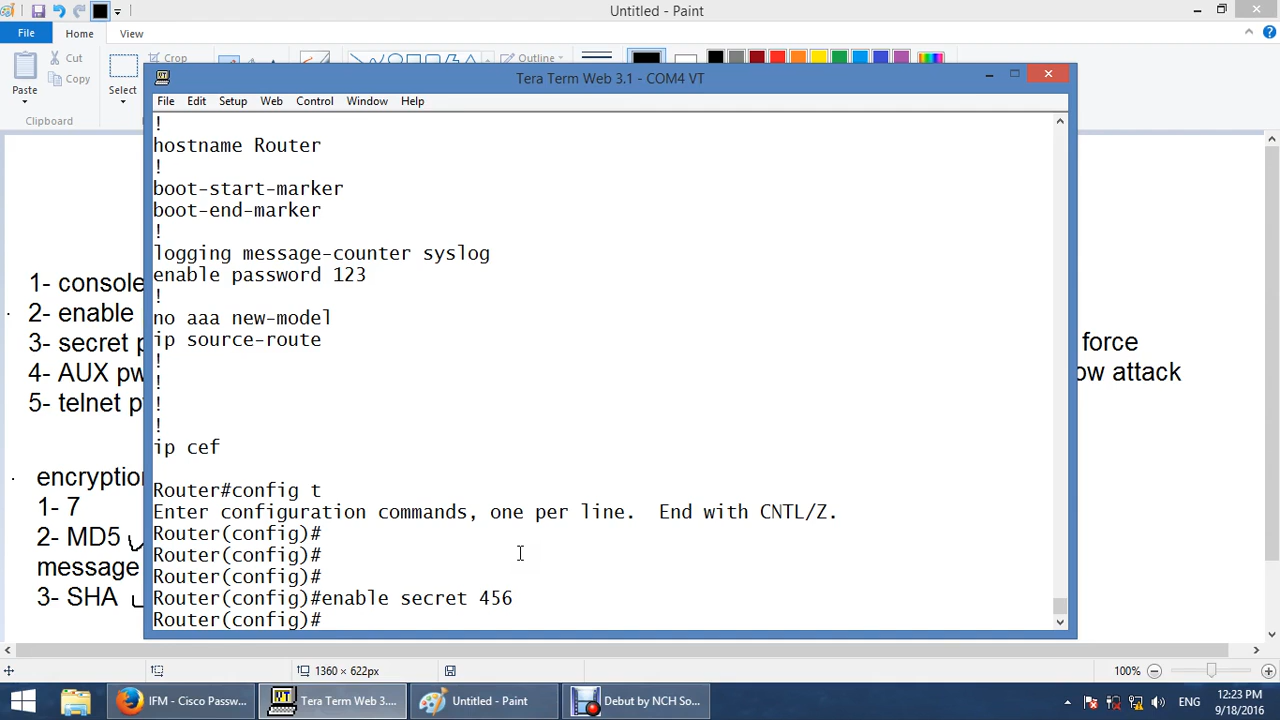 Untitled - Paint
File
Home
View
Cut
Copy
Paste
Select
Crop
Outline
Clipboard
Tera Term Web 3.1 - COM4 VT
File Edit Setup Web Control Window Help
!
hostname Router
!
boot-start-marker
boot-end-marker
!
logging message-counter syslog
enable password 123
!
no aaa new-model
ip source-route
!
!
!
!
ip cef
Router#config t
Enter configuration commands, one per line.  End with CNTL/Z.
Router(config)#
Router(config)#
Router(config)#
Router(config)#enable secret 456
Router(config)#
1- console
2- enable
3- secret p
4- AUX pw
5- telnet p
force
ow attack
encryption
1- 7
2- MD5
message
3- SHA
1360 × 622px
100%
IFM - Cisco Passw...
Tera Term Web 3....
Untitled - Paint
Debut by NCH So...
ENG
12:23 PM
9/18/2016